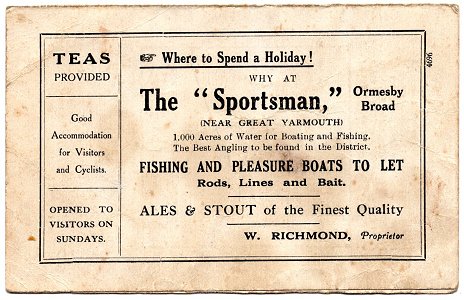 TEAS
PROVIDED
Good
Accommodation
for Visitors
and Cyclists.
OPENED TO
VISITORS ON
SUNDAYS.
☞ Where to Spend a Holiday!
WHY AT
The "Sportsman," Ormesby Broad
(NEAR GREAT YARMOUTH)
1,000 Acres of Water for Boating and Fishing.
The Best Angling to be found in the District.
FISHING AND PLEASURE BOATS TO LET
Rods, Lines and Bait.
ALES & STOUT of the Finest Quality
W. RICHMOND, Proprietor
4696